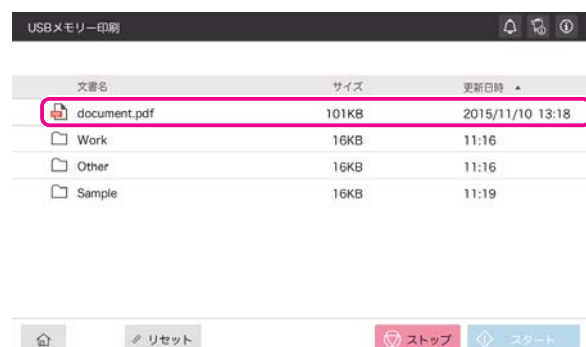 USBメモリー印刷
文書名 サイズ 更新日時 ▲
document.pdf 101KB 2015/11/10 13:18
Work 16KB 11:16
Other 16KB 11:16
Sample 16KB 11:19
リセット ストップ スタート